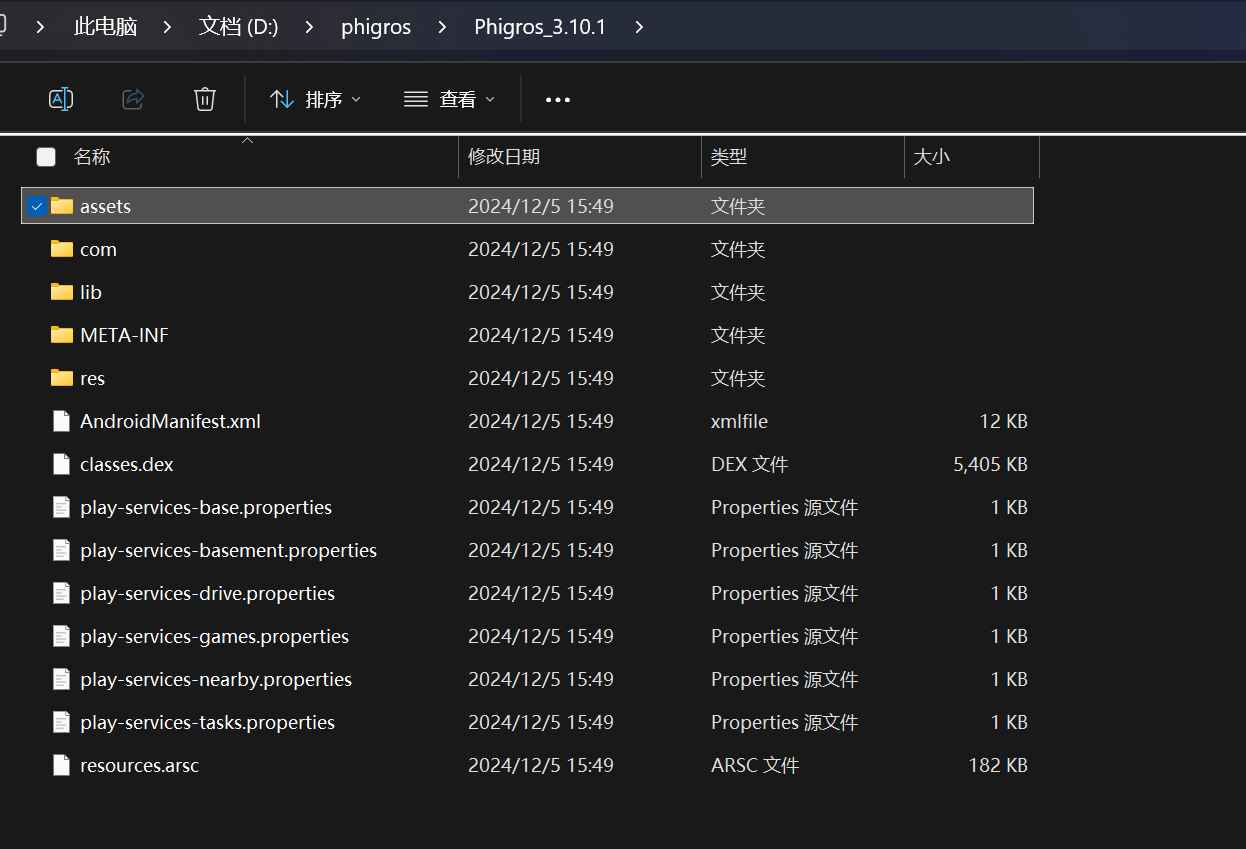 此电脑 > 文档 (D:) > phigros > Phigros_3.10.1 >
A 排序 查看 •••
名称 修改日期 类型 大小
assets 2024/12/5 15:49 文件夹
com 2024/12/5 15:49 文件夹
lib 2024/12/5 15:49 文件夹
META-INF 2024/12/5 15:49 文件夹
res 2024/12/5 15:49 文件夹
AndroidManifest.xml 2024/12/5 15:49 xmlfile 12 KB
classes.dex 2024/12/5 15:49 DEX 文件 5,405 KB
play-services-base.properties 2024/12/5 15:49 Properties 源文件 1 KB
play-services-basement.properties 2024/12/5 15:49 Properties 源文件 1 KB
play-services-drive.properties 2024/12/5 15:49 Properties 源文件 1 KB
play-services-games.properties 2024/12/5 15:49 Properties 源文件 1 KB
play-services-nearby.properties 2024/12/5 15:49 Properties 源文件 1 KB
play-services-tasks.properties 2024/12/5 15:49 Properties 源文件 1 KB
resources.arsc 2024/12/5 15:49 ARSC 文件 182 KB